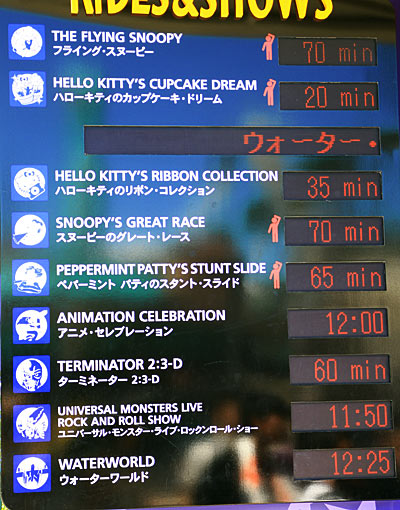 RIDES&SHOWS
THE FLYING SNOOPY
フライング・スヌーピー
70 min
HELLO KITTY'S CUPCAKE DREAM
ハローキティのカップケーキ・ドリーム
20 min
ウォーター・
HELLO KITTY'S RIBBON COLLECTION
ハローキティのリボン・コレクション
35 min
SNOOPY'S GREAT RACE
スヌーピーのグレート・レース
70 min
PEPPERMINT PATTY'S STUNT SLIDE
ペパーミント パティのスタント・スライド
65 min
ANIMATION CELEBRATION
アニメ・セレブレーション
12:00
TERMINATOR 2:3-D
ターミネーター 2:3-D
60 min
UNIVERSAL MONSTERS LIVE
ROCK AND ROLL SHOW
ユニバーサル・モンスター・ライブ・ロックンロール・ショー
11:50
WATERWORLD
ウォーターワールド
12:25